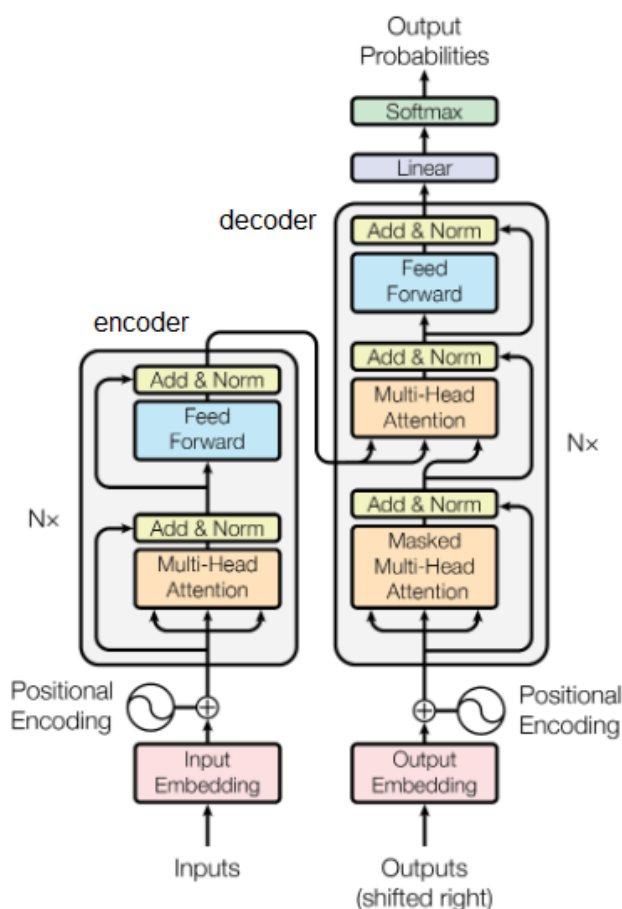 Output
Probabilities
Softmax
Linear
decoder
Add & Norm
Feed
Forward
Add & Norm
Multi-Head
Attention
Nx
Add & Norm
Masked
Multi-Head
Attention
encoder
Add & Norm
Feed
Forward
Nx
Add & Norm
Multi-Head
Attention
Positional
Encoding
Positional
Encoding
Input
Embedding
Output
Embedding
Inputs
Outputs
(shifted right)